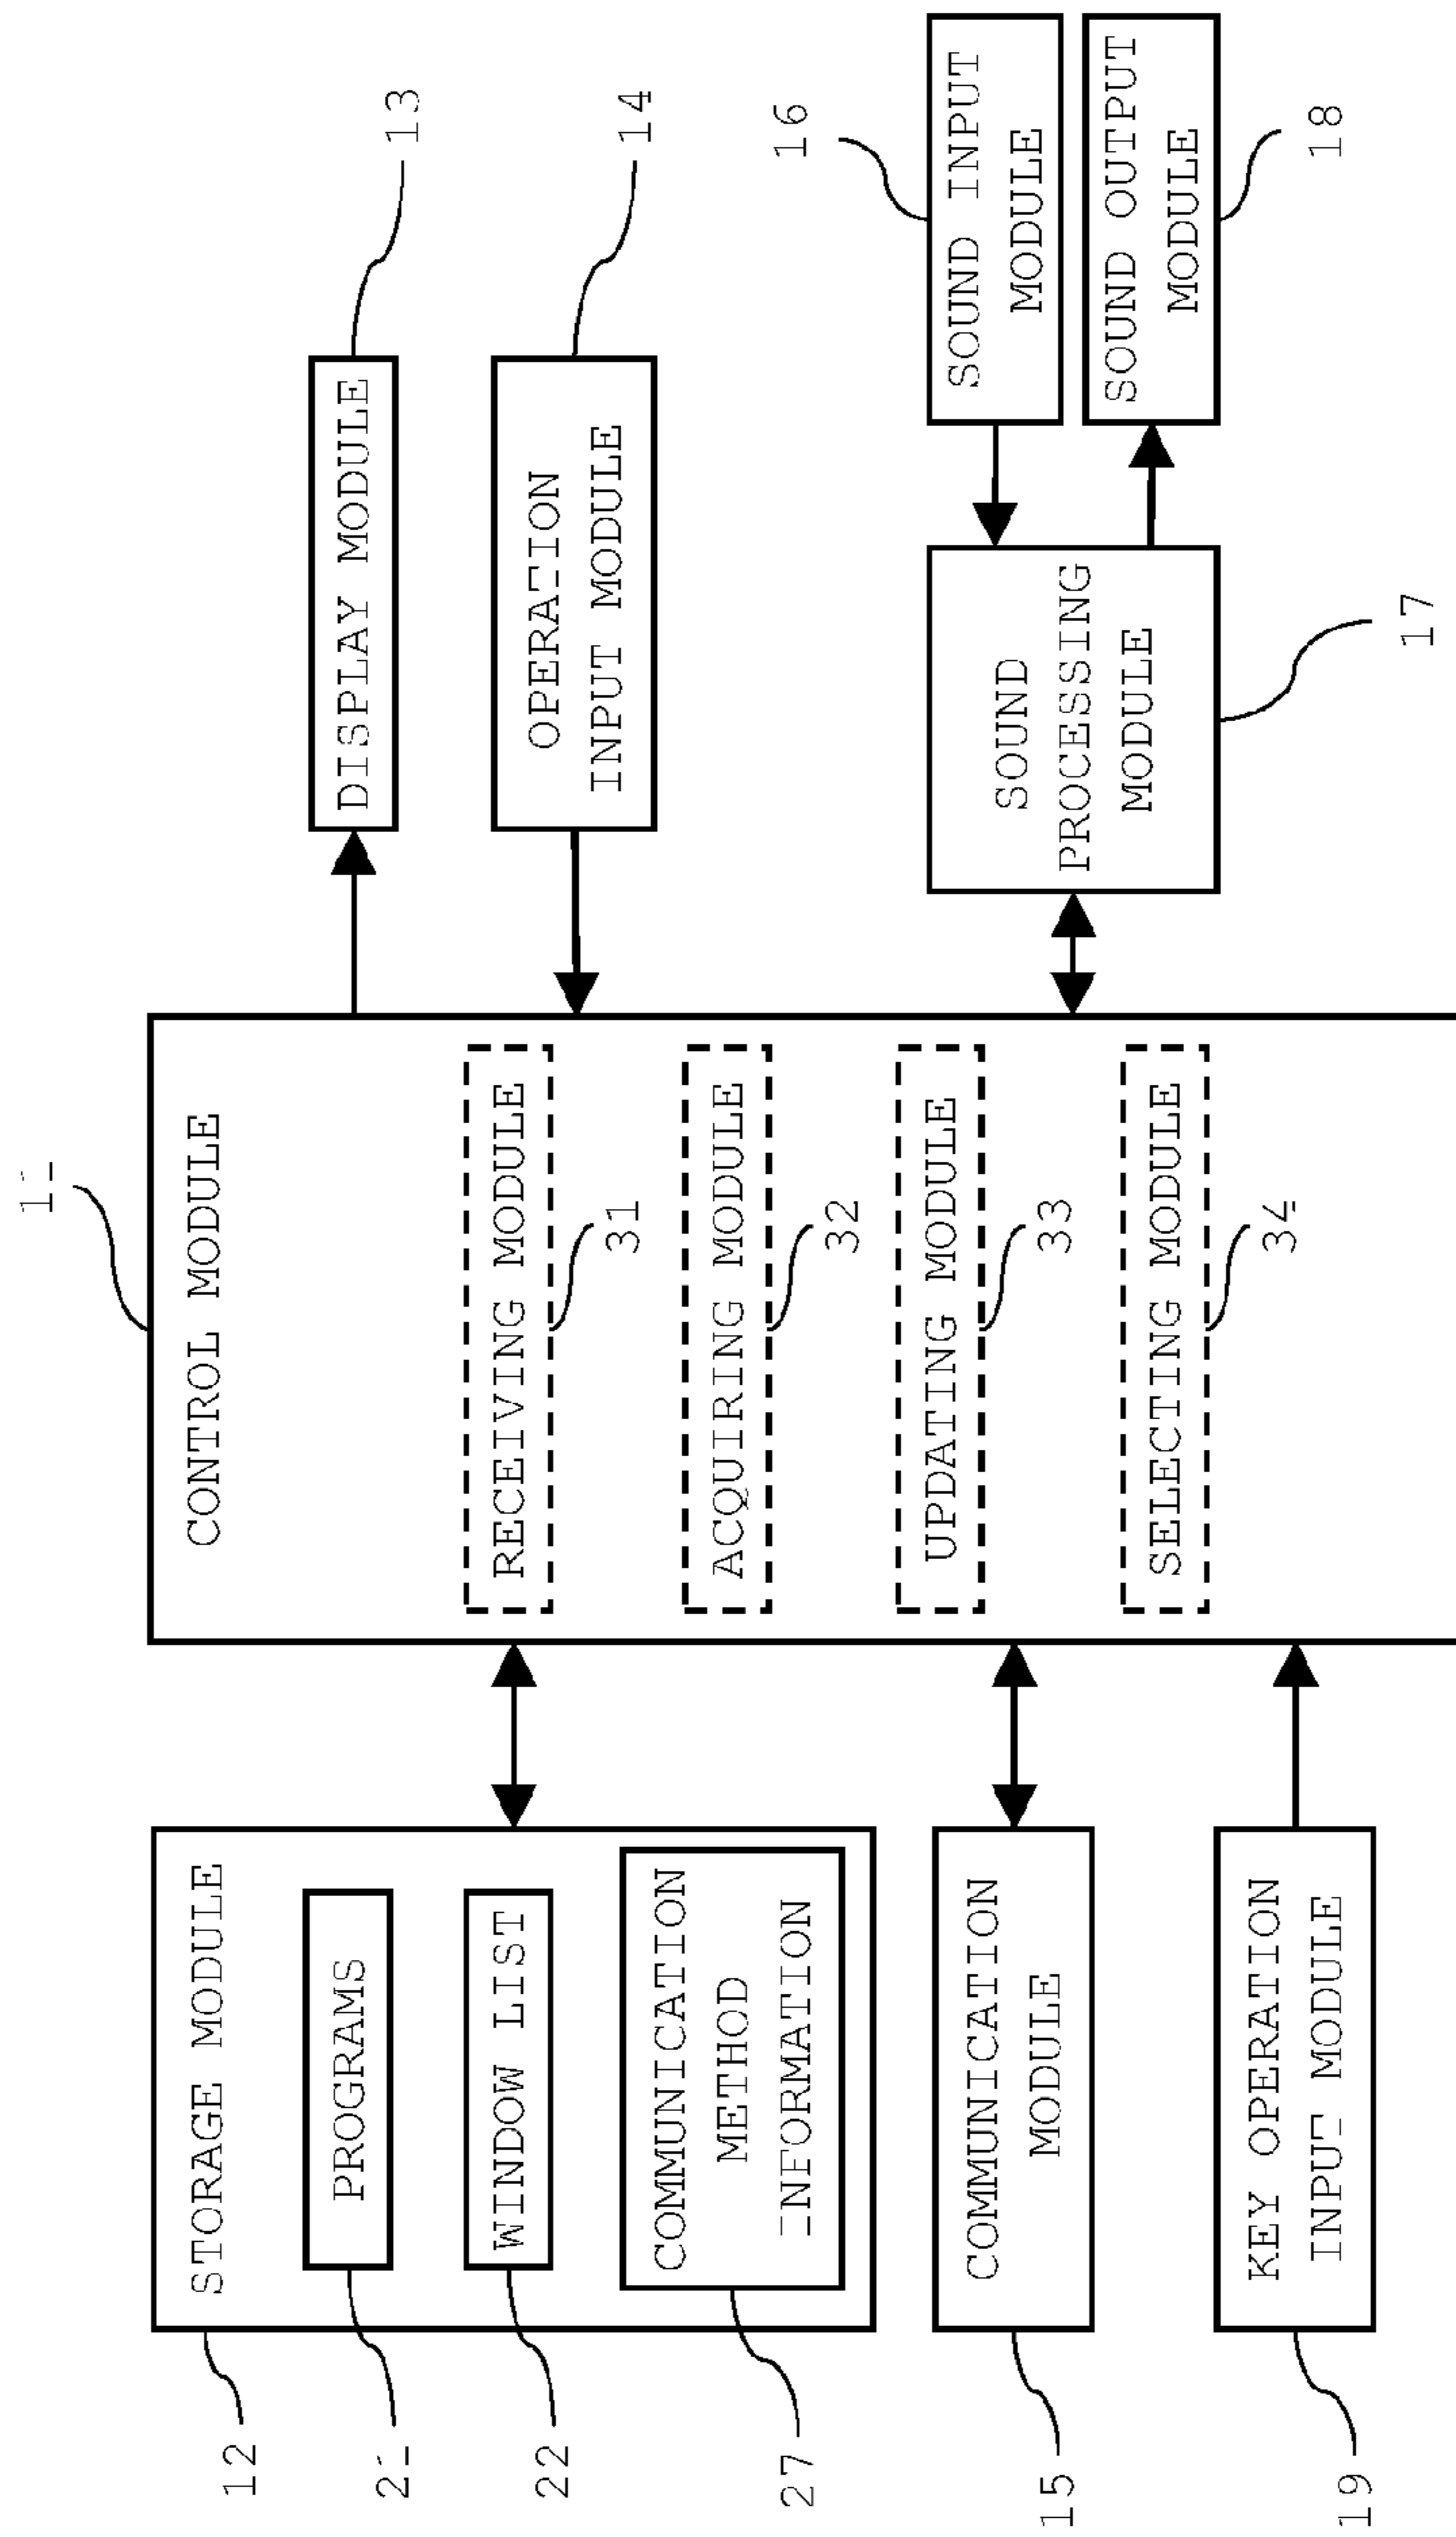 11
CONTROL MODULE
RECEIVING MODULE
31
ACQUIRING MODULE
32
UPDATING MODULE
33
SELECTING MODULE
34
12
STORAGE MODULE
21
PROGRAMS
22
WINDOW LIST
27
COMMUNICATION
METHOD
INFORMATION
15
COMMUNICATION
MODULE
19
KEY OPERATION
INPUT MODULE
DISPLAY MODULE
13
OPERATION
INPUT MODULE
14
SOUND
PROCESSING
MODULE
17
16
SOUND INPUT
MODULE
SOUND OUTPUT
MODULE
18